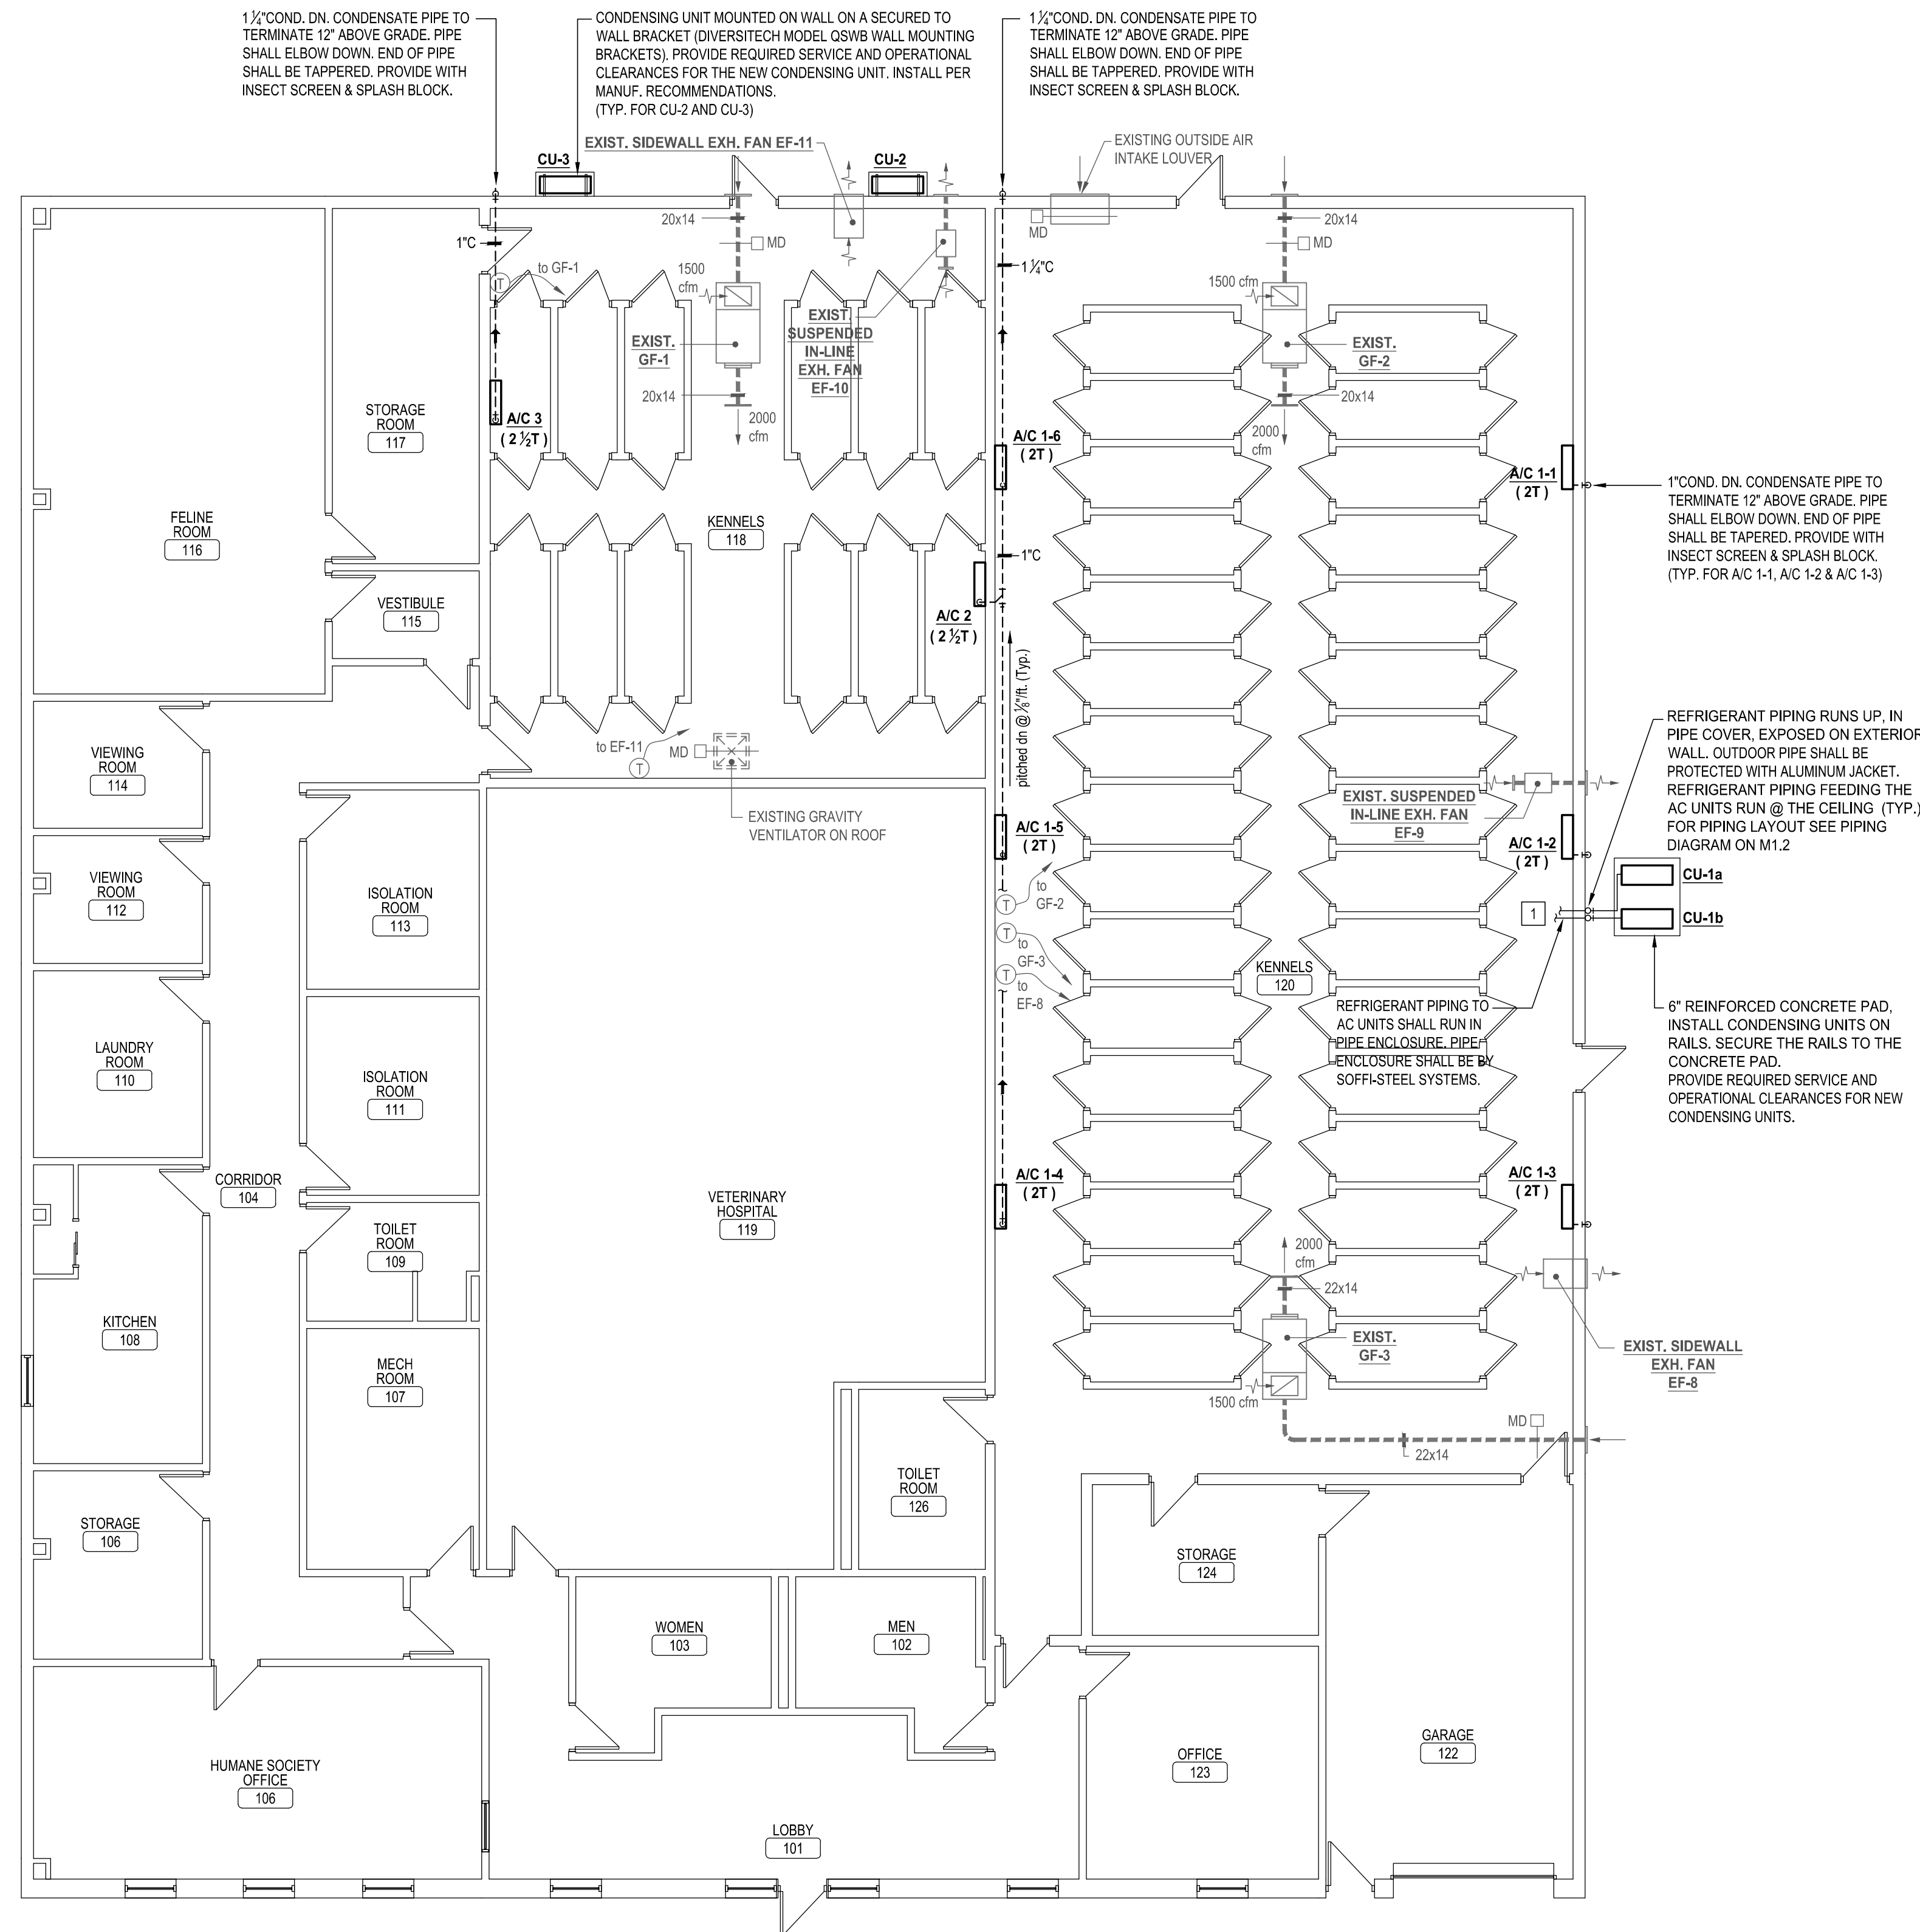 1 1/4"COND. DN. CONDENSATE PIPE TO
TERMINATE 12" ABOVE GRADE. PIPE
SHALL ELBOW DOWN. END OF PIPE
SHALL BE TAPPERED. PROVIDE WITH
INSECT SCREEN & SPLASH BLOCK.
CONDENSING UNIT MOUNTED ON WALL ON A SECURED TO
WALL BRACKET (DIVERSITECH MODEL QSWB WALL MOUNTING
BRACKETS). PROVIDE REQUIRED SERVICE AND OPERATIONAL
CLEARANCES FOR THE NEW CONDENSING UNIT. INSTALL PER
MANUF. RECOMMENDATIONS.
(TYP. FOR CU-2 AND CU-3)
1 1/4"COND. DN. CONDENSATE PIPE TO
TERMINATE 12" ABOVE GRADE. PIPE
SHALL ELBOW DOWN. END OF PIPE
SHALL BE TAPPERED. PROVIDE WITH
INSECT SCREEN & SPLASH BLOCK.
EXIST. SIDEWALL EXH. FAN EF-11
EXISTING OUTSIDE AIR
INTAKE LOUVER
CU-3
CU-2
20x14
MD
MD
20x14
MD
1"C
T
to GF-1
1500
cfm
1 1/4"C
1500 cfm
EXIST.
GF-1
EXIST.
SUSPENDED
IN-LINE
EXH. FAN
EF-10
EXIST.
GF-2
20x14
2000
cfm
20x14
2000
cfm
STORAGE
ROOM
117
A/C 3
( 2 1/2T )
A/C 1-6
( 2T )
A/C 1-1
( 2T )
1"COND. DN. CONDENSATE PIPE TO
TERMINATE 12" ABOVE GRADE. PIPE
SHALL ELBOW DOWN. END OF PIPE
SHALL BE TAPERED. PROVIDE WITH
INSECT SCREEN & SPLASH BLOCK.
(TYP. FOR A/C 1-1, A/C 1-2 & A/C 1-3)
FELINE
ROOM
116
KENNELS
118
1"C
VESTIBULE
115
A/C 2
( 2 1/2T )
pitched dn @ 1/8"/ft. (Typ.)
to EF-11
T
MD
EXISTING GRAVITY
VENTILATOR ON ROOF
VIEWING
ROOM
114
REFRIGERANT PIPING RUNS UP, IN
PIPE COVER, EXPOSED ON EXTERIOR
WALL. OUTDOOR PIPE SHALL BE
PROTECTED WITH ALUMINUM JACKET.
REFRIGERANT PIPING FEEDING THE
AC UNITS RUN @ THE CEILING (TYP.)
FOR PIPING LAYOUT SEE PIPING
DIAGRAM ON M1.2
EXIST. SUSPENDED
IN-LINE EXH. FAN
EF-9
A/C 1-5
( 2T )
A/C 1-2
( 2T )
VIEWING
ROOM
112
ISOLATION
ROOM
113
T
to
GF-2
T
to
GF-3
T
to
EF-8
1
CU-1a
CU-1b
KENNELS
120
REFRIGERANT PIPING TO
AC UNITS SHALL RUN IN
PIPE ENCLOSURE. PIPE
ENCLOSURE SHALL BE BY
SOFFI-STEEL SYSTEMS.
6" REINFORCED CONCRETE PAD,
INSTALL CONDENSING UNITS ON
RAILS. SECURE THE RAILS TO THE
CONCRETE PAD.
PROVIDE REQUIRED SERVICE AND
OPERATIONAL CLEARANCES FOR NEW
CONDENSING UNITS.
LAUNDRY
ROOM
110
ISOLATION
ROOM
111
CORRIDOR
104
VETERINARY
HOSPITAL
119
A/C 1-4
( 2T )
A/C 1-3
( 2T )
TOILET
ROOM
109
2000
cfm
22x14
KITCHEN
108
EXIST.
GF-3
EXIST. SIDEWALL
EXH. FAN
EF-8
MECH
ROOM
107
1500 cfm
MD
22x14
STORAGE
106
TOILET
ROOM
126
STORAGE
124
WOMEN
103
MEN
102
HUMANE SOCIETY
OFFICE
106
LOBBY
101
OFFICE
123
GARAGE
122